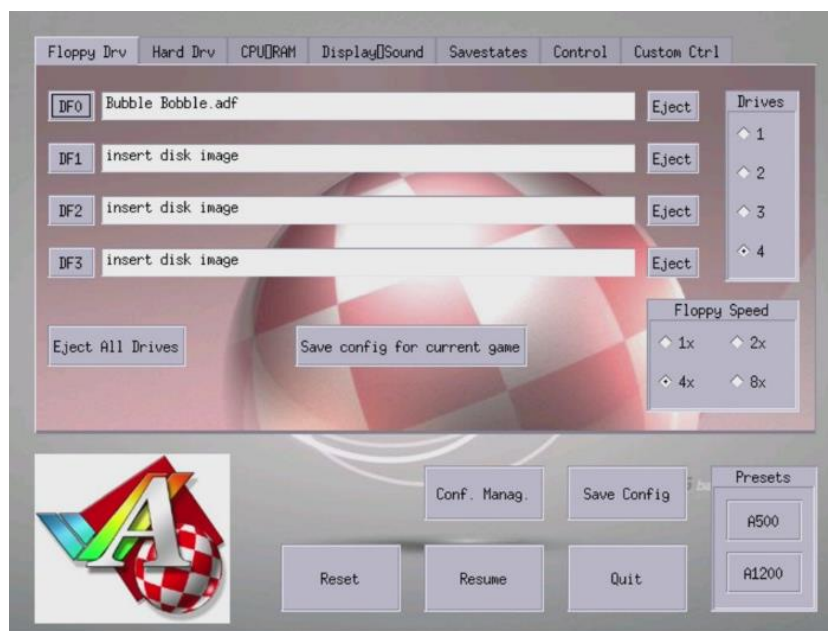 Floppy Drv Hard Drv CPU▯RAM Display▯Sound Savestates Control Custom Ctrl
DF0 Bubble Bobble.adf Eject
DF1 insert disk image Eject
DF2 insert disk image Eject
DF3 insert disk image Eject
Drives
1
2
3
4
Eject All Drives Save config for current game
Floppy Speed
1x 2x
4x 8x
Conf. Manag. Save Config
Reset Resume Quit
Presets
A500
A1200